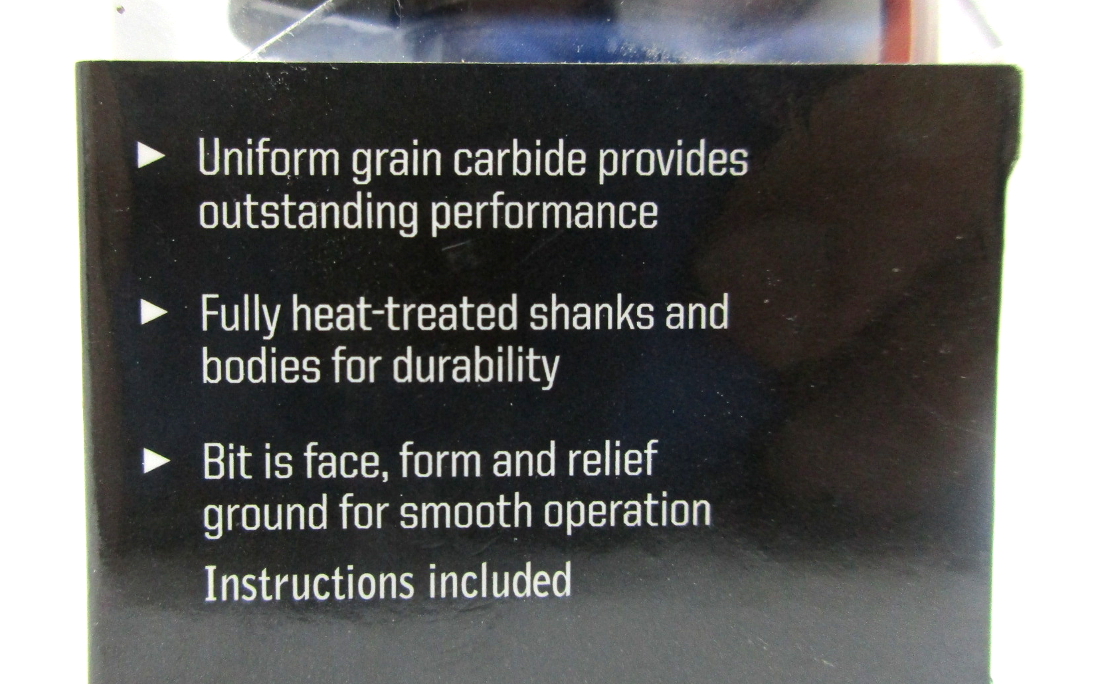 Uniform grain carbide provides
outstanding performance
Fully heat-treated shanks and
bodies for durability
Bit is face, form and relief
ground for smooth operation
Instructions included